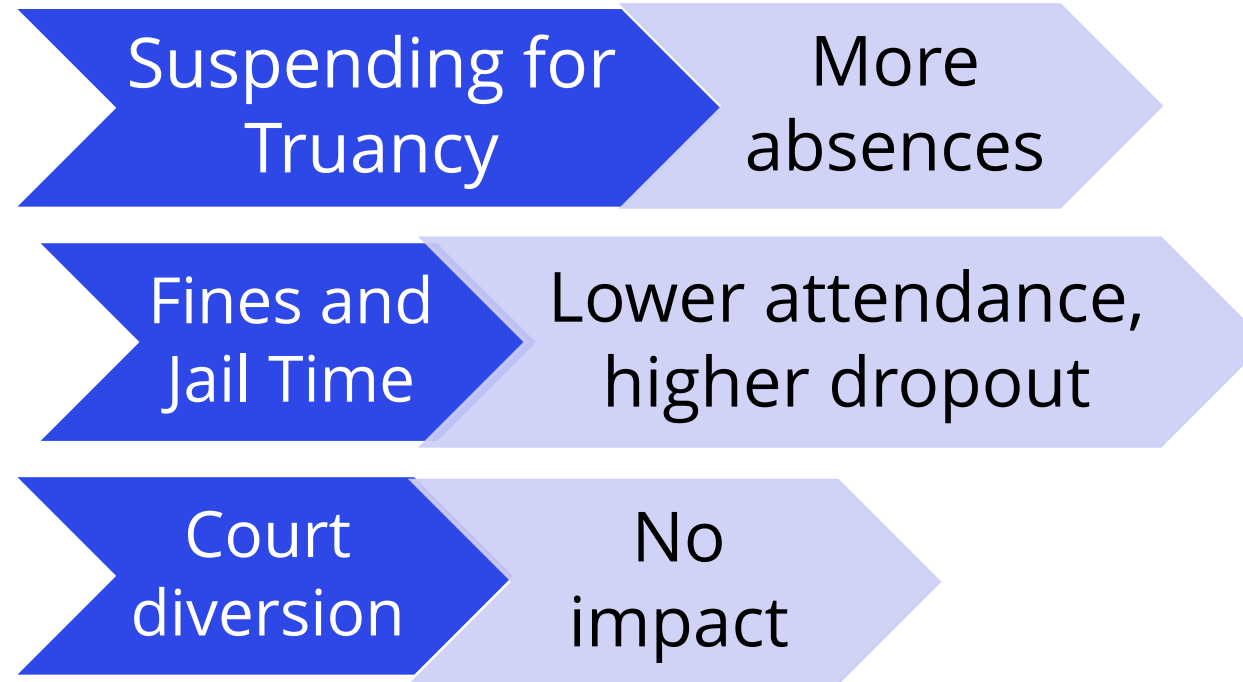 Suspending for
Truancy
More
absences
Fines and
Jail Time
Lower attendance,
higher dropout
Court
diversion
No
impact